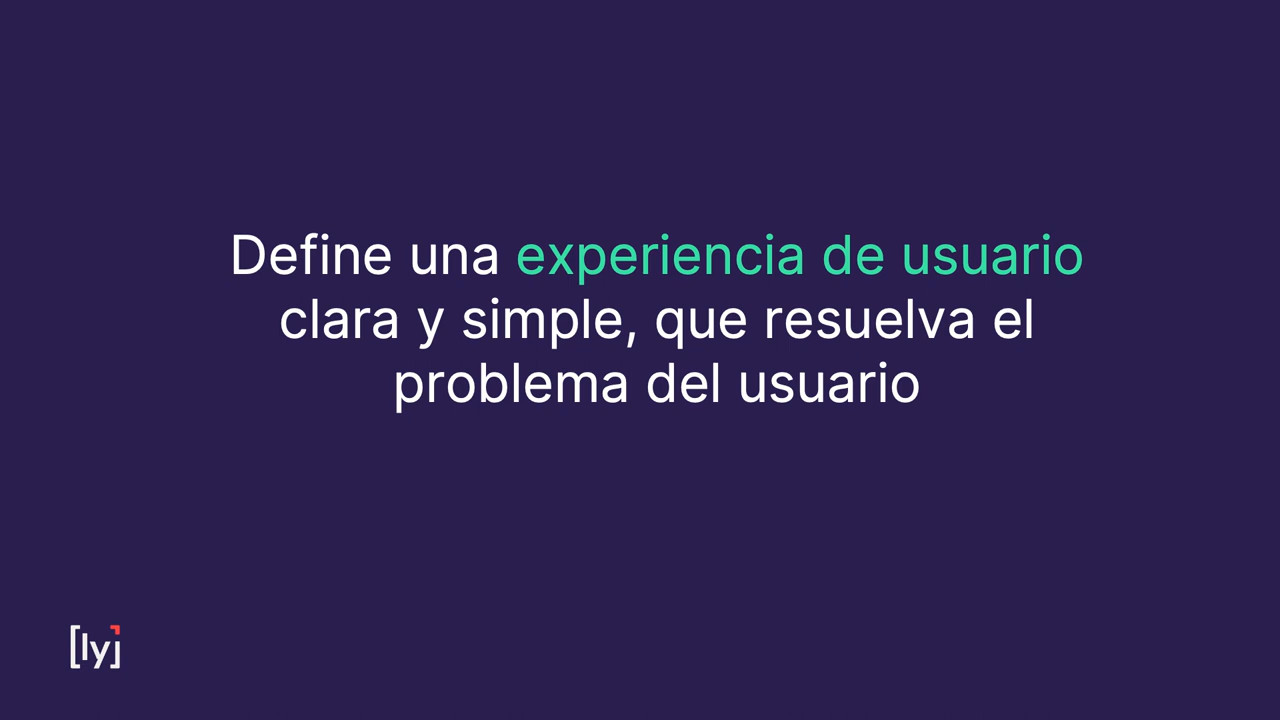 Define una experiencia de usuario
clara y simple, que resuelva el
problema del usuario
[ly]